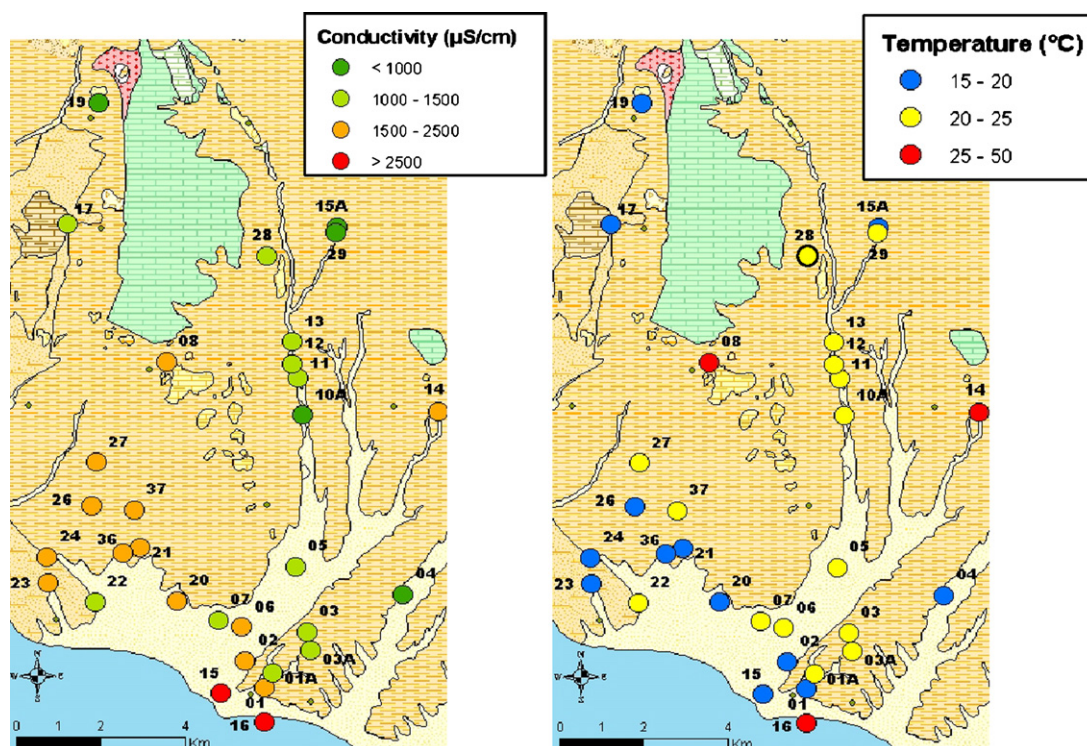 Conductivity (µS/cm)
< 1000
1000 - 1500
1500 - 2500
> 2500
19
17
15A
28
29
13
12
08
11
10A
14
27
26
37
24
36
21
05
23
22
20
04
07
06
03
02
03A
15
01A
01
16
N
W E
S
0 2 4
Km
Temperature (°C)
15 - 20
20 - 25
25 - 50
19
17
15A
28
29
13
12
08
11
10A
14
27
26
37
24
36
21
05
23
22
20
04
07
06
03
02
03A
15
01A
01
16
N
W E
S
0 2 4
Km